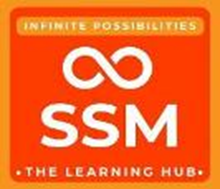 INFINITE POSSIBILITIES
SSM
•THE LEARNING HUB•